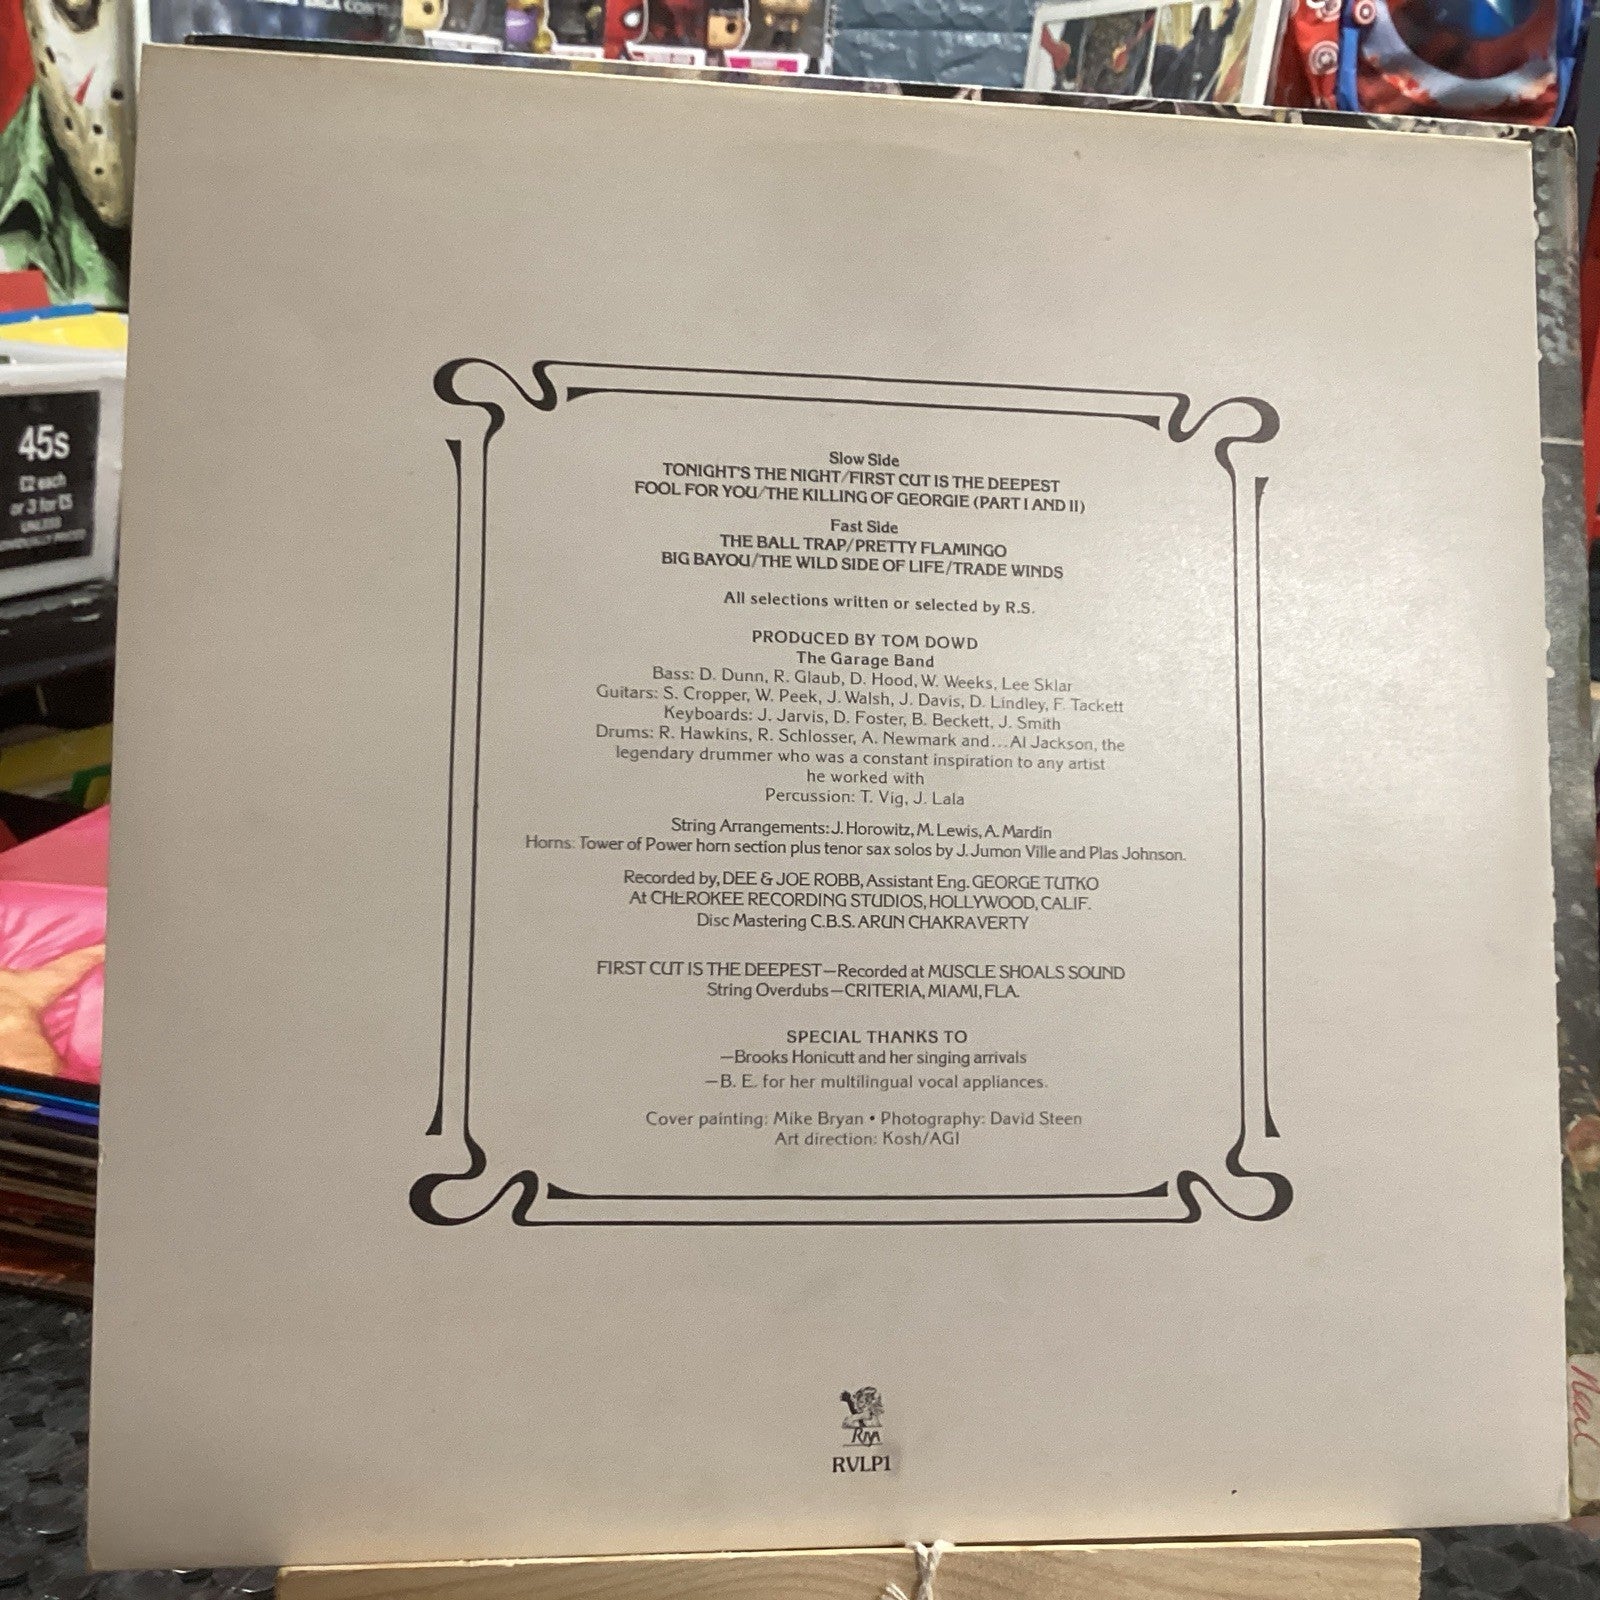 Slow Side
TONIGHT'S THE NIGHT/FIRST CUT IS THE DEEPEST
FOOL FOR YOU/THE KILLING OF GEORGIE (PART I AND II)
Fast Side
THE BALL TRAP/PRETTY FLAMINGO
BIG BAYOU/THE WILD SIDE OF LIFE/TRADE WINDS
All selections written or selected by R.S.
PRODUCED BY TOM DOWD
The Garage Band
Bass: D. Dunn, R. Glaub, D. Hood, W. Weeks, Lee Sklar
Guitars: S. Cropper, W. Peek, J. Walsh, J. Davis, D. Lindley, F. Tackett
Keyboards: J. Jarvis, D. Foster, B. Beckett, J. Smith
Drums: R. Hawkins, R. Schlosser, A. Newmark and...Al Jackson, the
legendary drummer who was a constant inspiration to any artist
he worked with
Percussion: T. Vig, J. Lala
String Arrangements: J. Horowitz, M. Lewis, A. Mardin
Horns: Tower of Power horn section plus tenor sax solos by J. Jumon Ville and Plas Johnson.
Recorded by, DEE & JOE ROBB, Assistant Eng. GEORGE TUTKO
At CHEROKEE RECORDING STUDIOS, HOLLYWOOD, CALIF.
Disc Mastering C.B.S. ARUN CHAKRAVERTY
FIRST CUT IS THE DEEPEST—Recorded at MUSCLE SHOALS SOUND
String Overdubs—CRITERIA, MIAMI, FLA.
SPECIAL THANKS TO
—Brooks Honicutt and her singing arrivals
—B. E. for her multilingual vocal appliances.
Cover painting: Mike Bryan • Photography: David Steen
Art direction: Kosh/AGI
RIVA
RVLP1
45s
£2 each
or 3 for £5
UNLESS